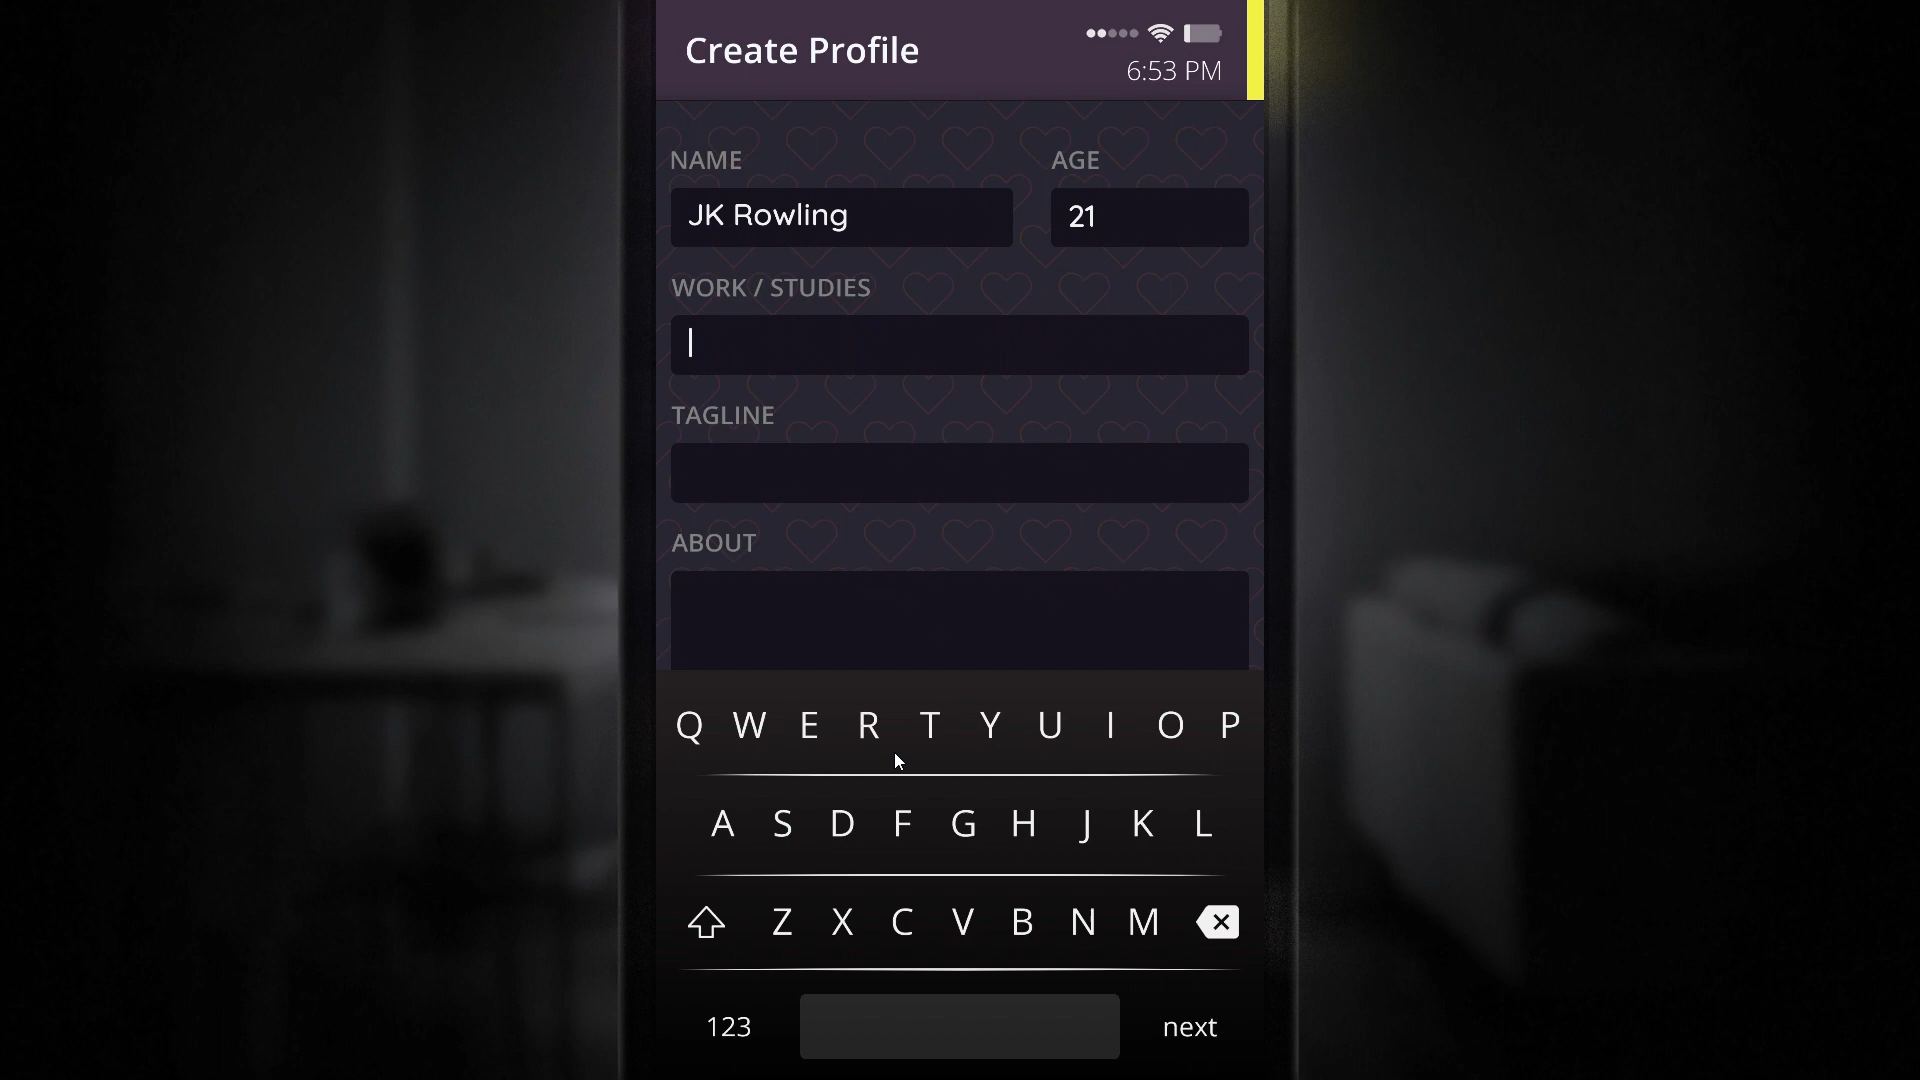 Create Profile
6:53 PM
NAME
AGE
JK Rowling
21
WORK / STUDIES
TAGLINE
ABOUT
Q W E R T Y U I O P
A S D F G H J K L
Z X C V B N M
123
next